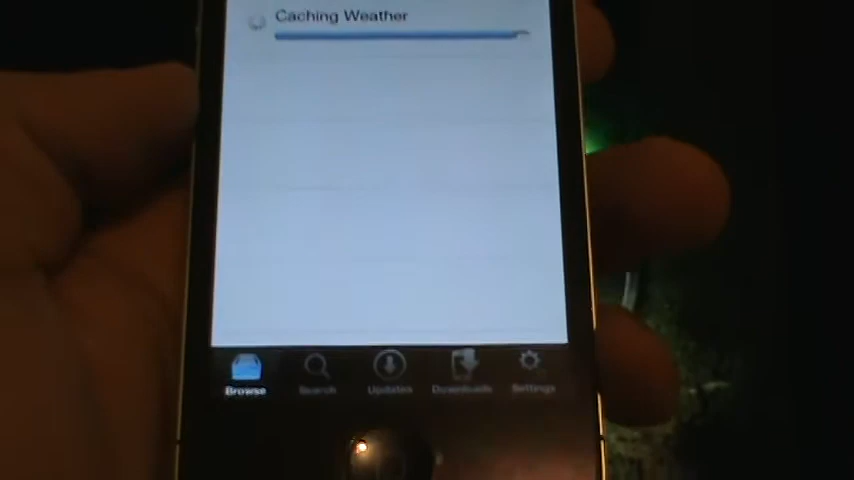 Caching Weather
Browse
Search
Updates
Downloads
Settings